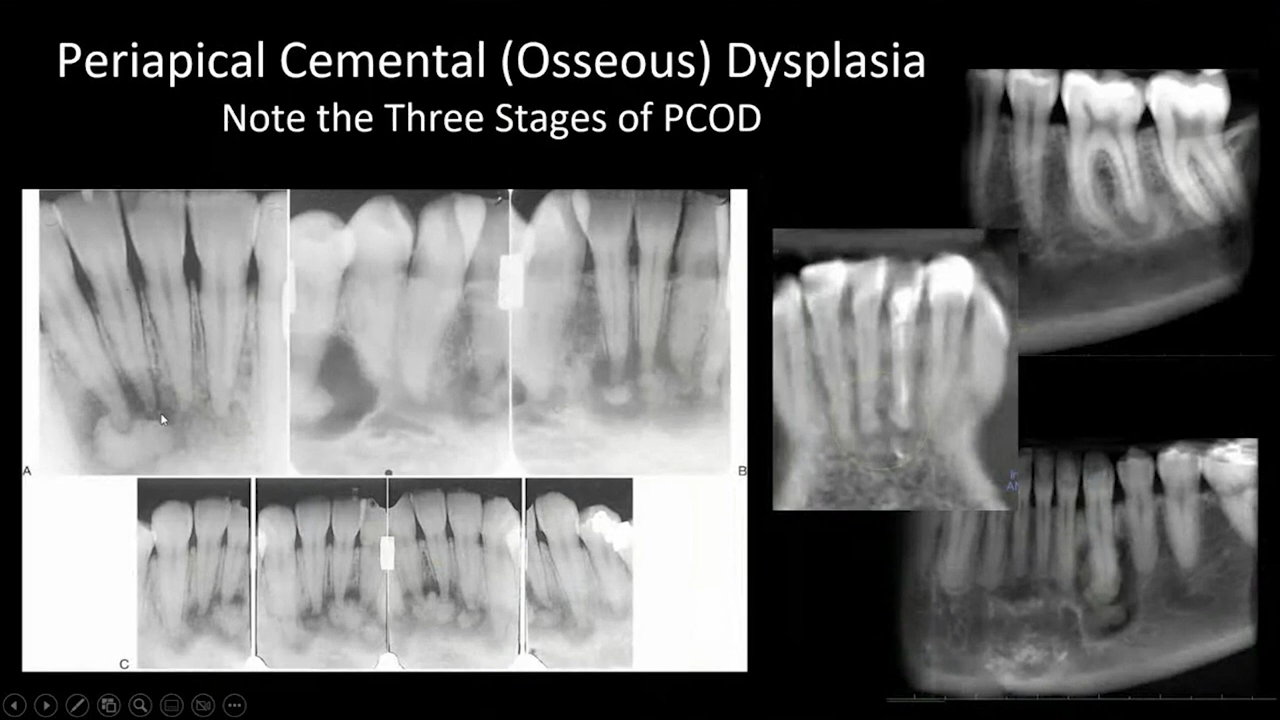 Periapical Cemental (Osseous) Dysplasia
Note the Three Stages of PCOD
A
B
C